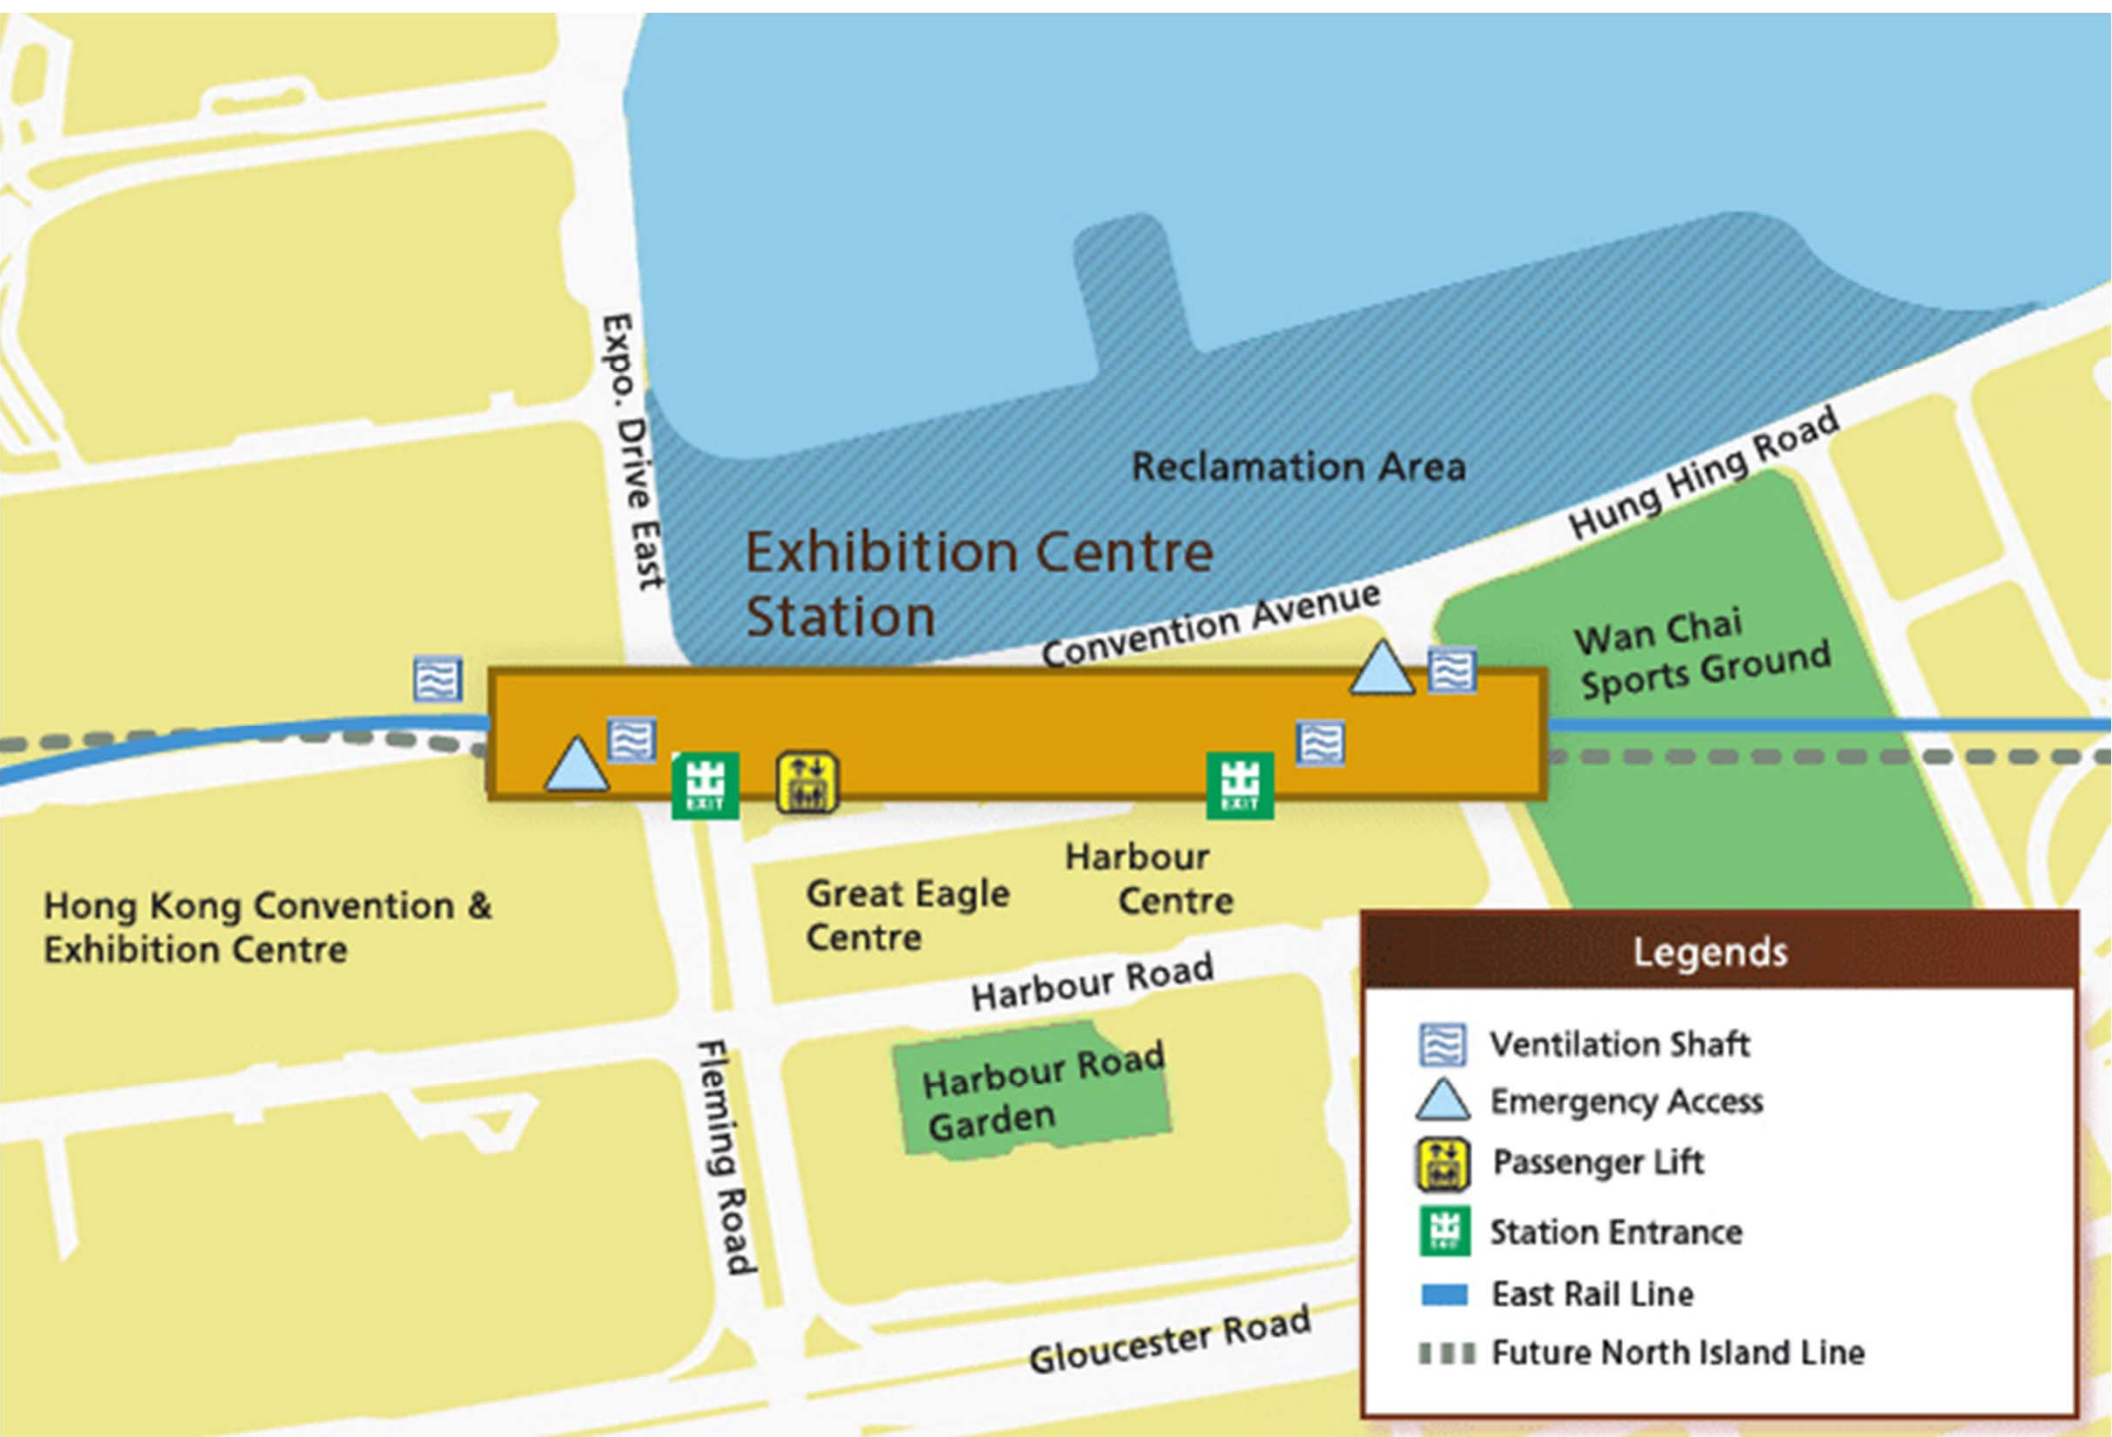 Expo. Drive East
Reclamation Area
Hung Hing Road
Exhibition Centre
Station
Convention Avenue
Wan Chai
Sports Ground
EXIT
EXIT
Hong Kong Convention &
Exhibition Centre
Great Eagle
Centre
Harbour
Centre
Harbour Road
Harbour Road
Garden
Fleming Road
Gloucester Road
Legends
Ventilation Shaft
Emergency Access
Passenger Lift
Station Entrance
East Rail Line
Future North Island Line